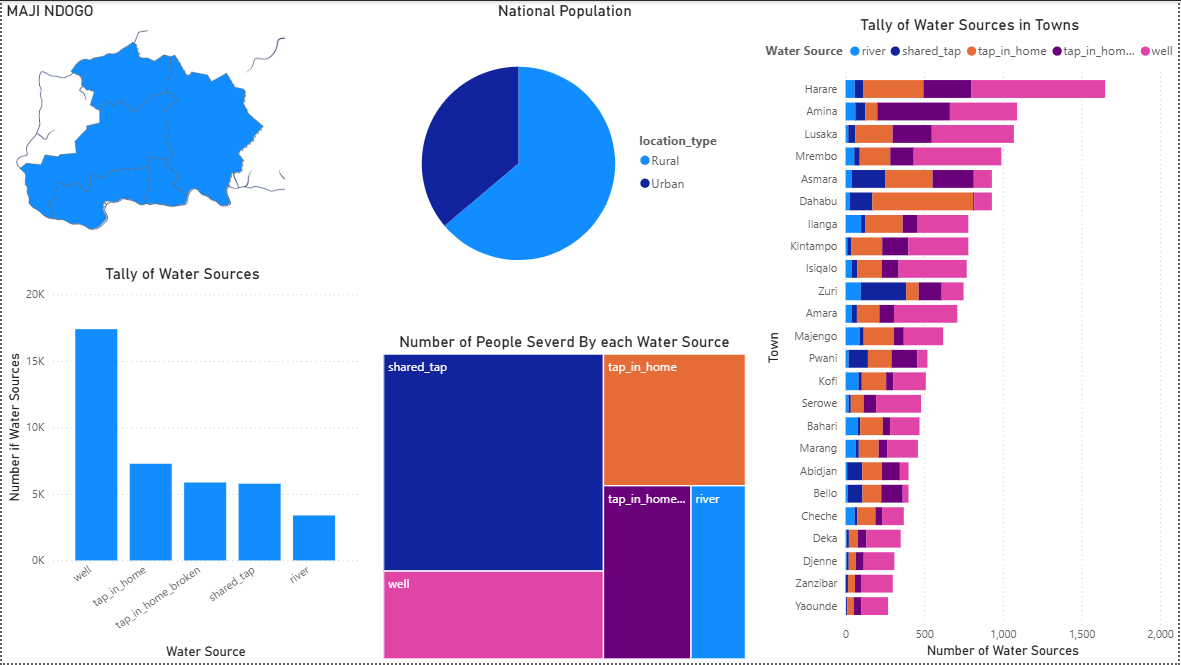 MAJI NDOGO
National Population
location_type
Rural
Urban
Tally of Water Sources
Number if Water Sources
20K
15K
10K
5K
0K
well
tap_in_home
tap_in_home_broken
shared_tap
river
Water Source
Number of People Severd By each Water Source
shared_tap
tap_in_home
tap_in_home...
river
well
Tally of Water Sources in Towns
Water Source river shared_tap tap_in_home tap_in_hom... well
Town
Harare
Amina
Lusaka
Mrembo
Asmara
Dahabu
Ilanga
Kintampo
Isiqalo
Zuri
Amara
Majengo
Pwani
Kofi
Serowe
Bahari
Marang
Abidjan
Bello
Cheche
Deka
Djenne
Zanzibar
Yaounde
0 500 1,000 1,500 2,000
Number of Water Sources